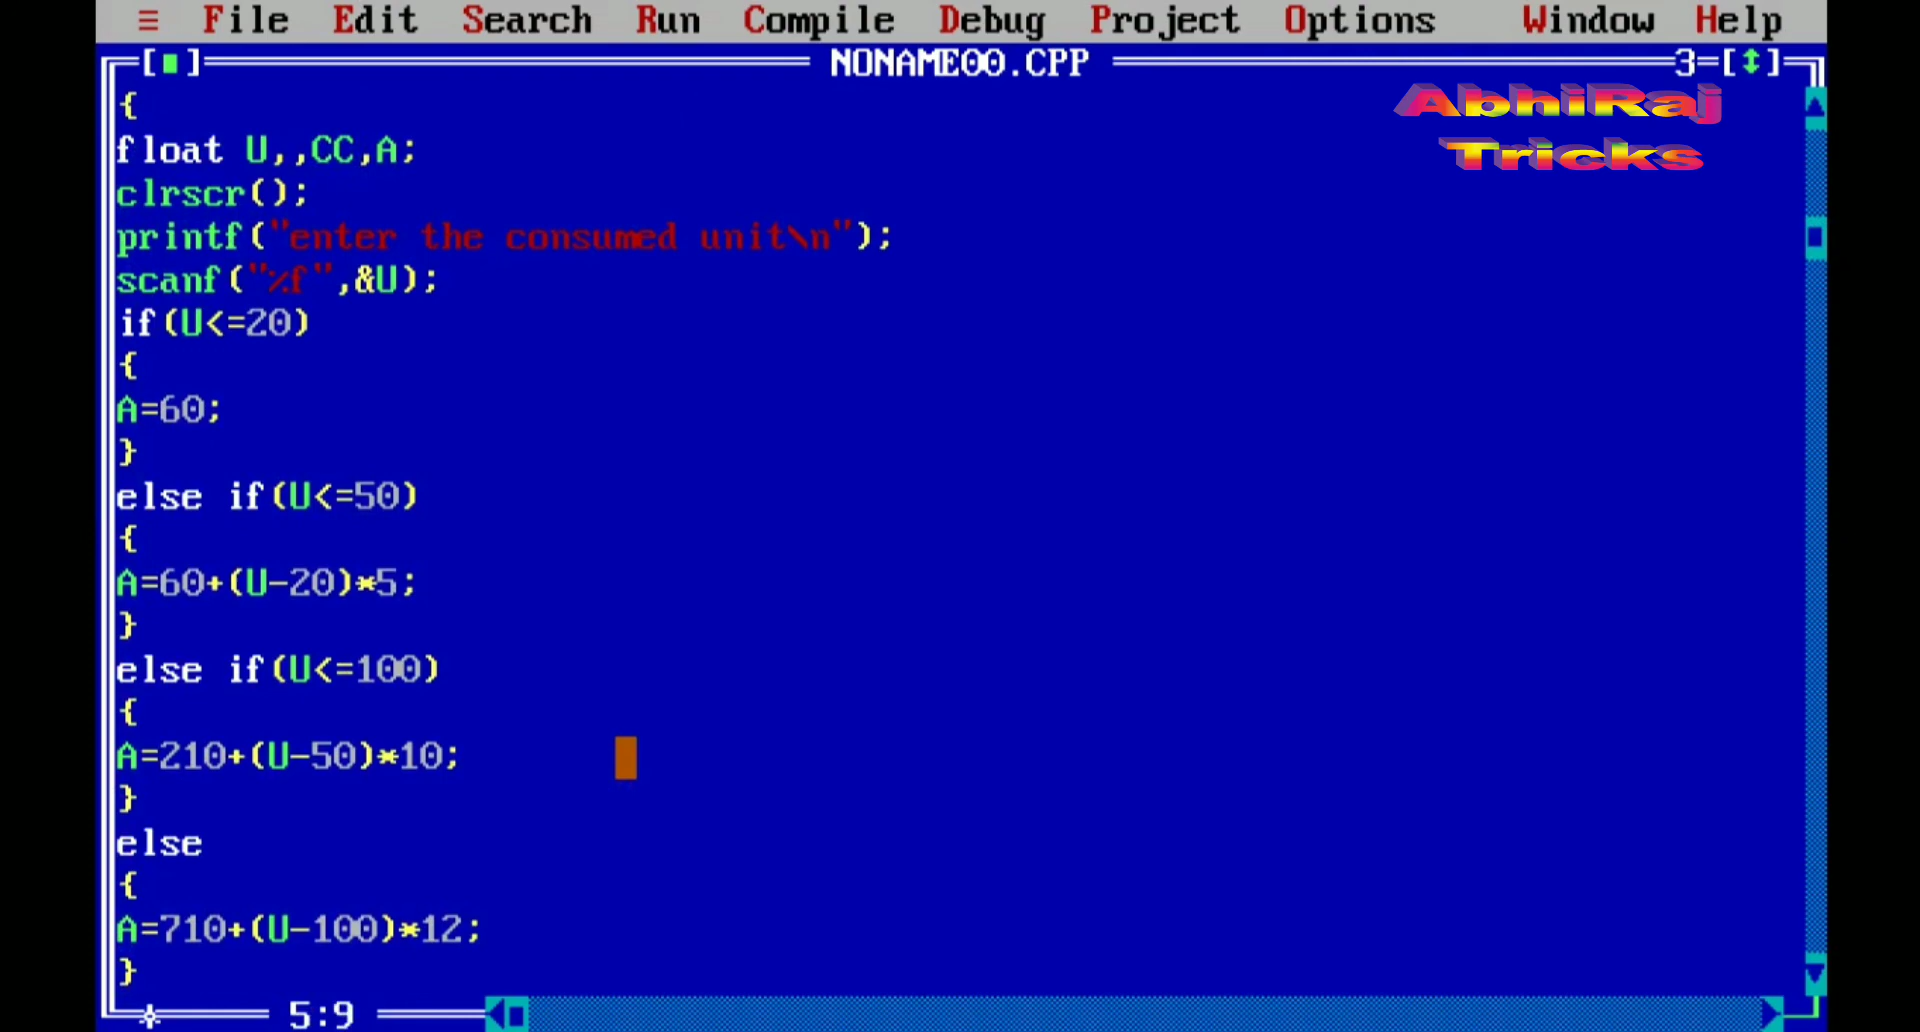 ≡ File Edit Search Run Compile Debug Project Options Window Help
[■] NONAME00.CPP 3=[↕]
AbhiRaj
Tricks
{
float U,,CC,A;
clrscr();
printf("enter the consumed unit\n");
scanf("%f",&U);
if(U<=20)
{
A=60;
}
else if(U<=50)
{
A=60+(U-20)*5;
}
else if(U<=100)
{
A=210+(U-50)*10;
}
else
{
A=710+(U-100)*12;
}
5:9